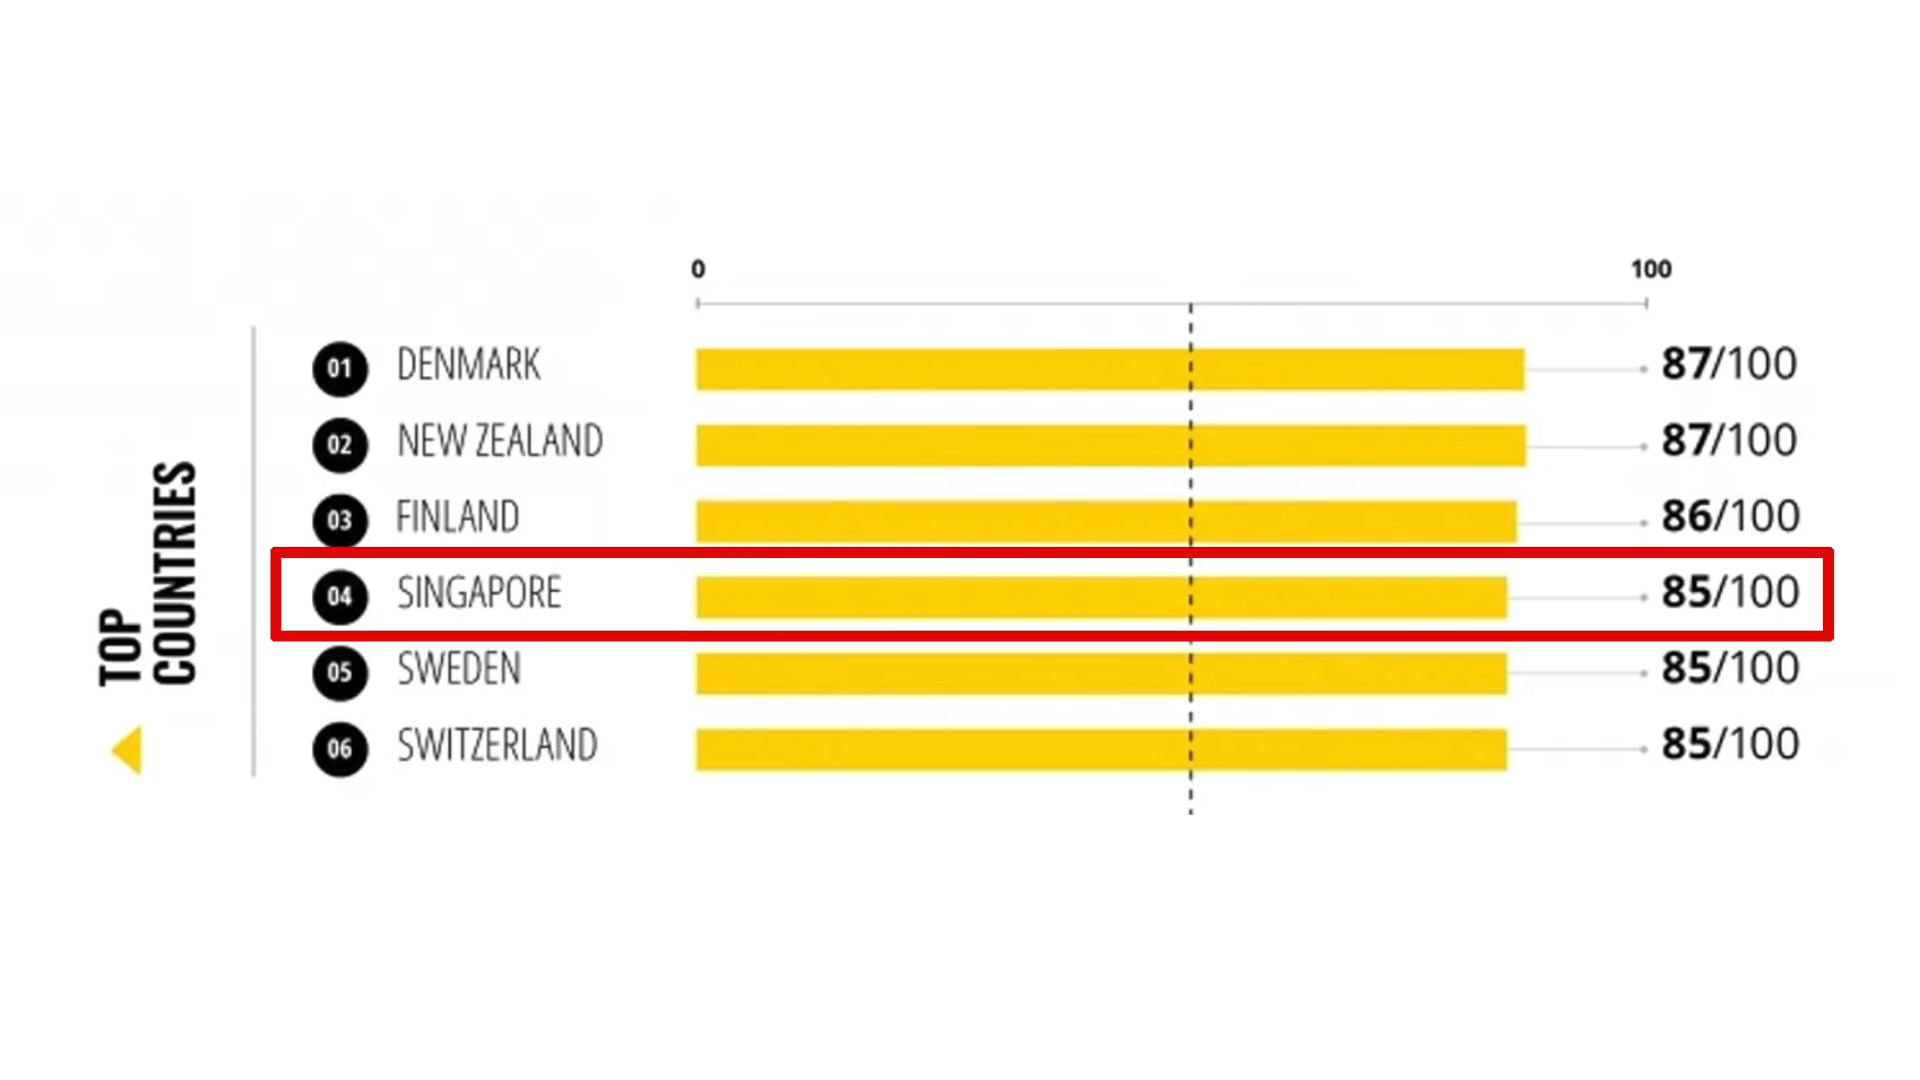 0 100
TOP
COUNTRIES
01 DENMARK 87/100
02 NEW ZEALAND 87/100
03 FINLAND 86/100
04 SINGAPORE 85/100
05 SWEDEN 85/100
06 SWITZERLAND 85/100